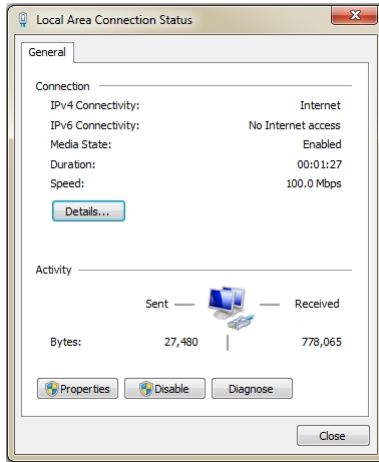 Local Area Connection Status
General
Connection
IPv4 Connectivity: Internet
IPv6 Connectivity: No Internet access
Media State: Enabled
Duration: 00:01:27
Speed: 100.0 Mbps
Details...
Activity
Sent Received
Bytes: 27,480 778,065
Properties Disable Diagnose
Close